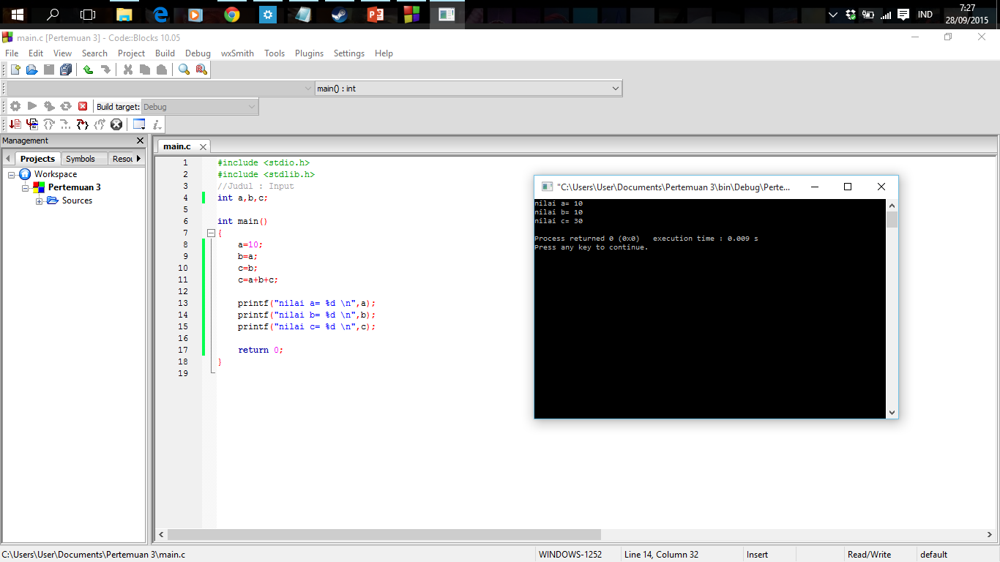 IND
7:27
28/09/2015
main.c [Pertemuan 3] - Code::Blocks 10.05
File Edit View Search Project Build Debug wxSmith Tools Plugins Settings Help
main() : int
Build target: Debug
Management
Projects Symbols Resou
Workspace
Pertemuan 3
Sources
main.c
1 #include <stdio.h>
2 #include <stdlib.h>
3 //Judul : Input
4 int a,b,c;
5
6 int main()
7 {
8 a=10;
9 b=a;
10 c=b;
11 c=a+b+c;
12
13 printf("nilai a= %d \n",a);
14 printf("nilai b= %d \n",b);
15 printf("nilai c= %d \n",c);
16
17 return 0;
18 }
19
"C:\Users\User\Documents\Pertemuan 3\bin\Debug\Perte...
nilai a= 10
nilai b= 10
nilai c= 30
Process returned 0 (0x0) execution time : 0.009 s
Press any key to continue.
C:\Users\User\Documents\Pertemuan 3\main.c WINDOWS-1252 Line 14, Column 32 Insert Read/Write default